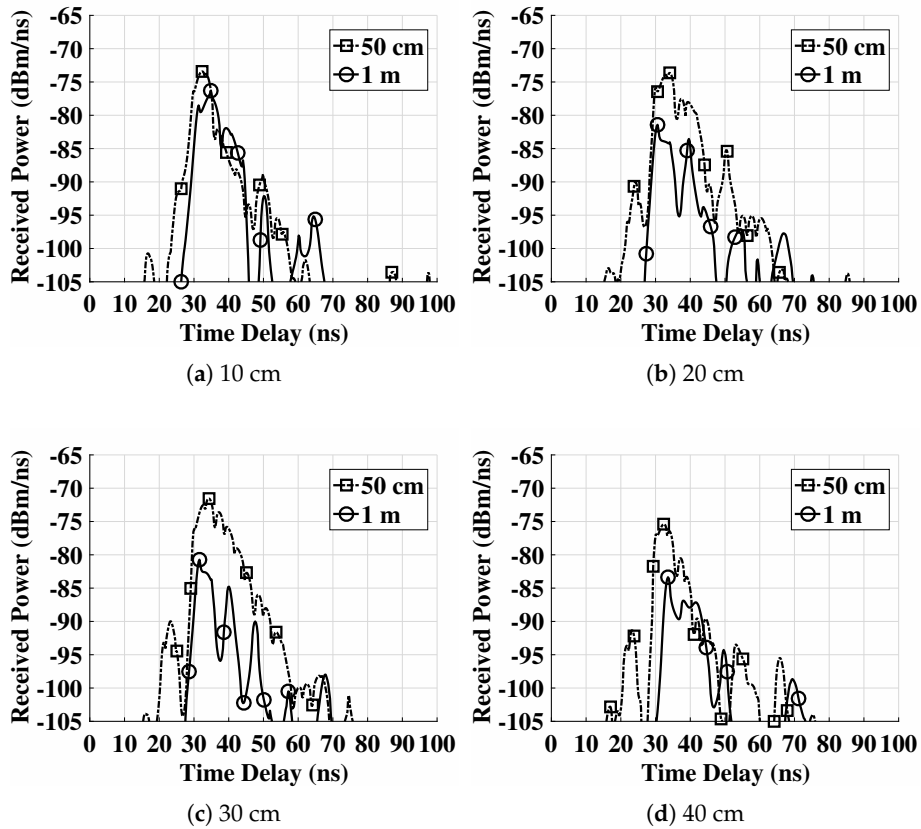 -65
-70
-75
-80
-85
-90
-95
-100
-105
Received Power (dBm/ns)
50 cm
1 m
0 10 20 30 40 50 60 70 80 90 100
Time Delay (ns)
(a) 10 cm
-65
-70
-75
-80
-85
-90
-95
-100
-105
Received Power (dBm/ns)
50 cm
1 m
0 10 20 30 40 50 60 70 80 90 100
Time Delay (ns)
(b) 20 cm
-65
-70
-75
-80
-85
-90
-95
-100
-105
Received Power (dBm/ns)
50 cm
1 m
0 10 20 30 40 50 60 70 80 90 100
Time Delay (ns)
(c) 30 cm
-65
-70
-75
-80
-85
-90
-95
-100
-105
Received Power (dBm/ns)
50 cm
1 m
0 10 20 30 40 50 60 70 80 90 100
Time Delay (ns)
(d) 40 cm